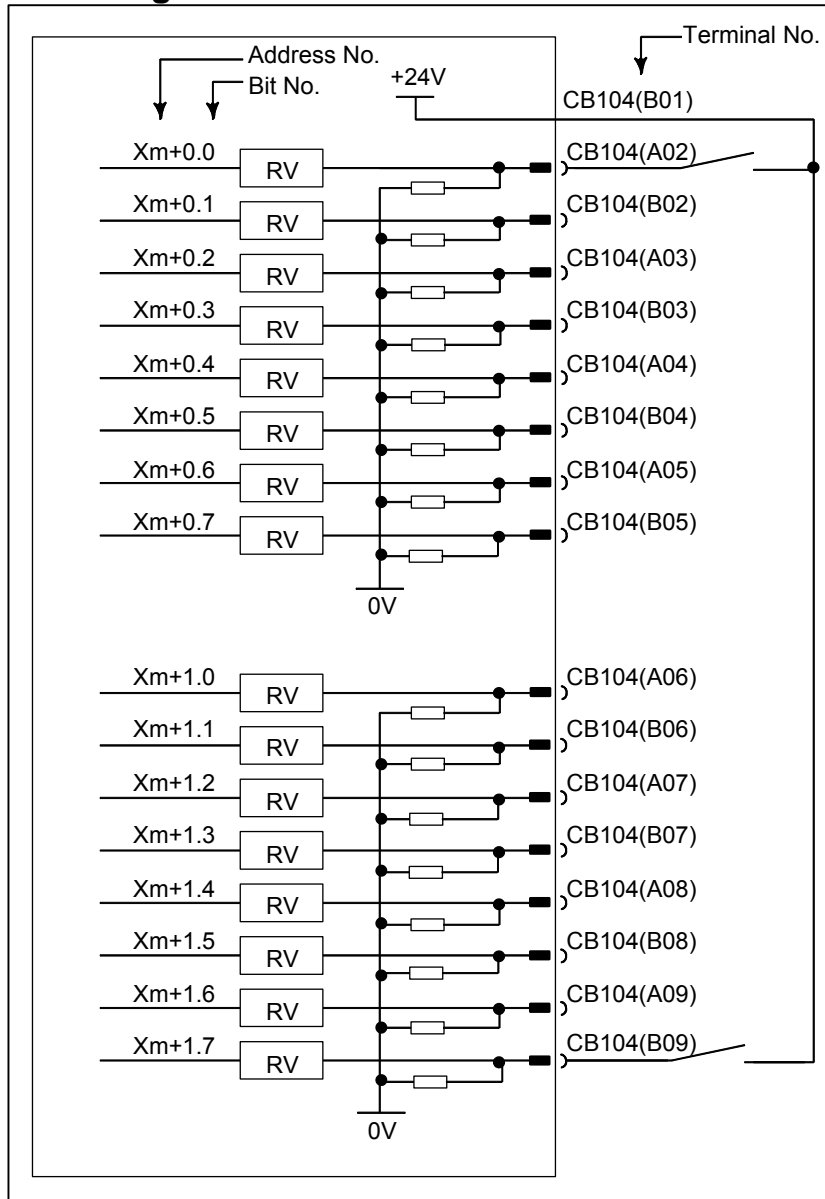 Terminal No.
Address No.
Bit No.
+24V
CB104(B01)
Xm+0.0 RV CB104(A02)
Xm+0.1 RV CB104(B02)
Xm+0.2 RV CB104(A03)
Xm+0.3 RV CB104(B03)
Xm+0.4 RV CB104(A04)
Xm+0.5 RV CB104(B04)
Xm+0.6 RV CB104(A05)
Xm+0.7 RV CB104(B05)
0V
Xm+1.0 RV CB104(A06)
Xm+1.1 RV CB104(B06)
Xm+1.2 RV CB104(A07)
Xm+1.3 RV CB104(B07)
Xm+1.4 RV CB104(A08)
Xm+1.5 RV CB104(B08)
Xm+1.6 RV CB104(A09)
Xm+1.7 RV CB104(B09)
0V